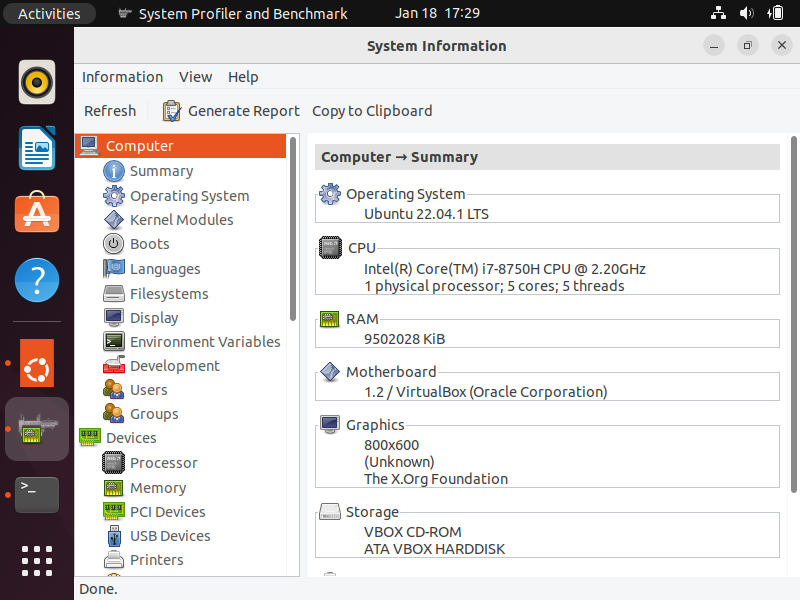 Activities
System Profiler and Benchmark
Jan 18 17:29
System Information
Information View Help
Refresh Generate Report Copy to Clipboard
Computer
Summary
Operating System
Kernel Modules
Boots
Languages
Filesystems
Display
Environment Variables
Development
Users
Groups
Devices
Processor
Memory
PCI Devices
USB Devices
Printers
Computer → Summary
Operating System
Ubuntu 22.04.1 LTS
CPU
Intel(R) Core(TM) i7-8750H CPU @ 2.20GHz
1 physical processor; 5 cores; 5 threads
RAM
9502028 KiB
Motherboard
1.2 / VirtualBox (Oracle Corporation)
Graphics
800x600
(Unknown)
The X.Org Foundation
Storage
VBOX CD-ROM
ATA VBOX HARDDISK
Done.